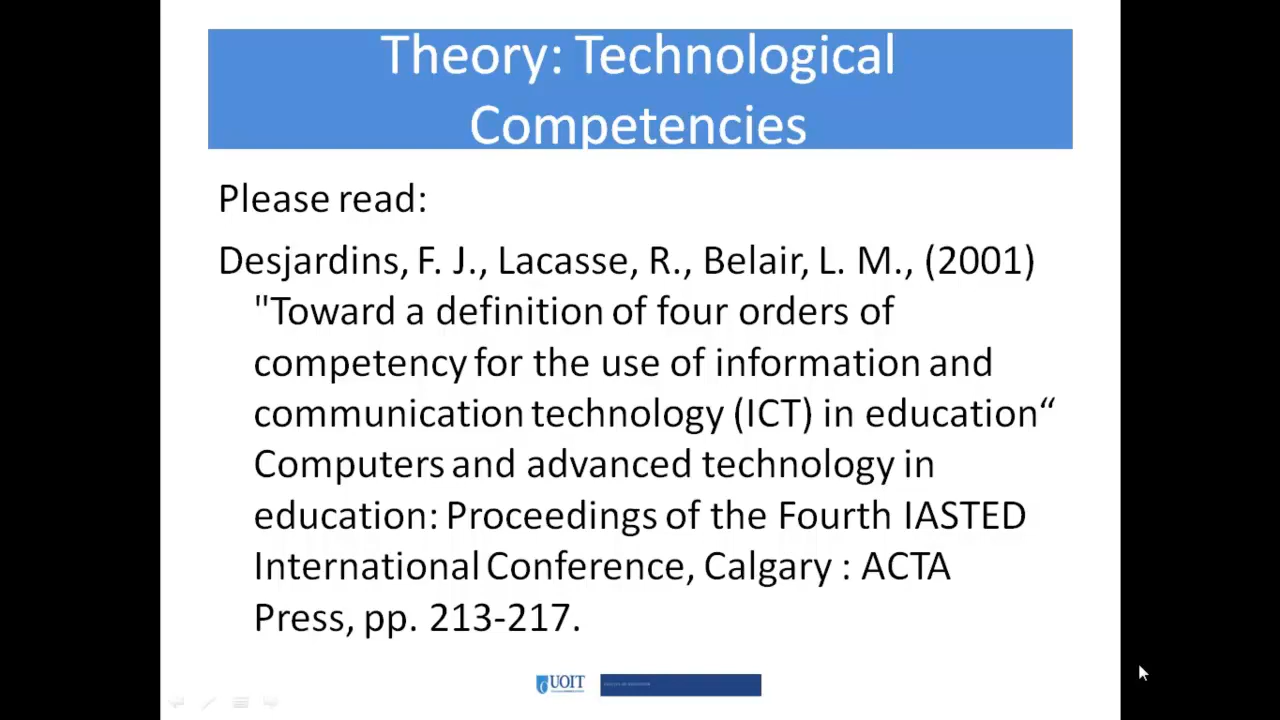 Theory: Technological
Competencies
Please read:
Desjardins, F. J., Lacasse, R., Belair, L. M., (2001)
"Toward a definition of four orders of
competency for the use of information and
communication technology (ICT) in education“
Computers and advanced technology in
education: Proceedings of the Fourth IASTED
International Conference, Calgary : ACTA
Press, pp. 213-217.
UOIT